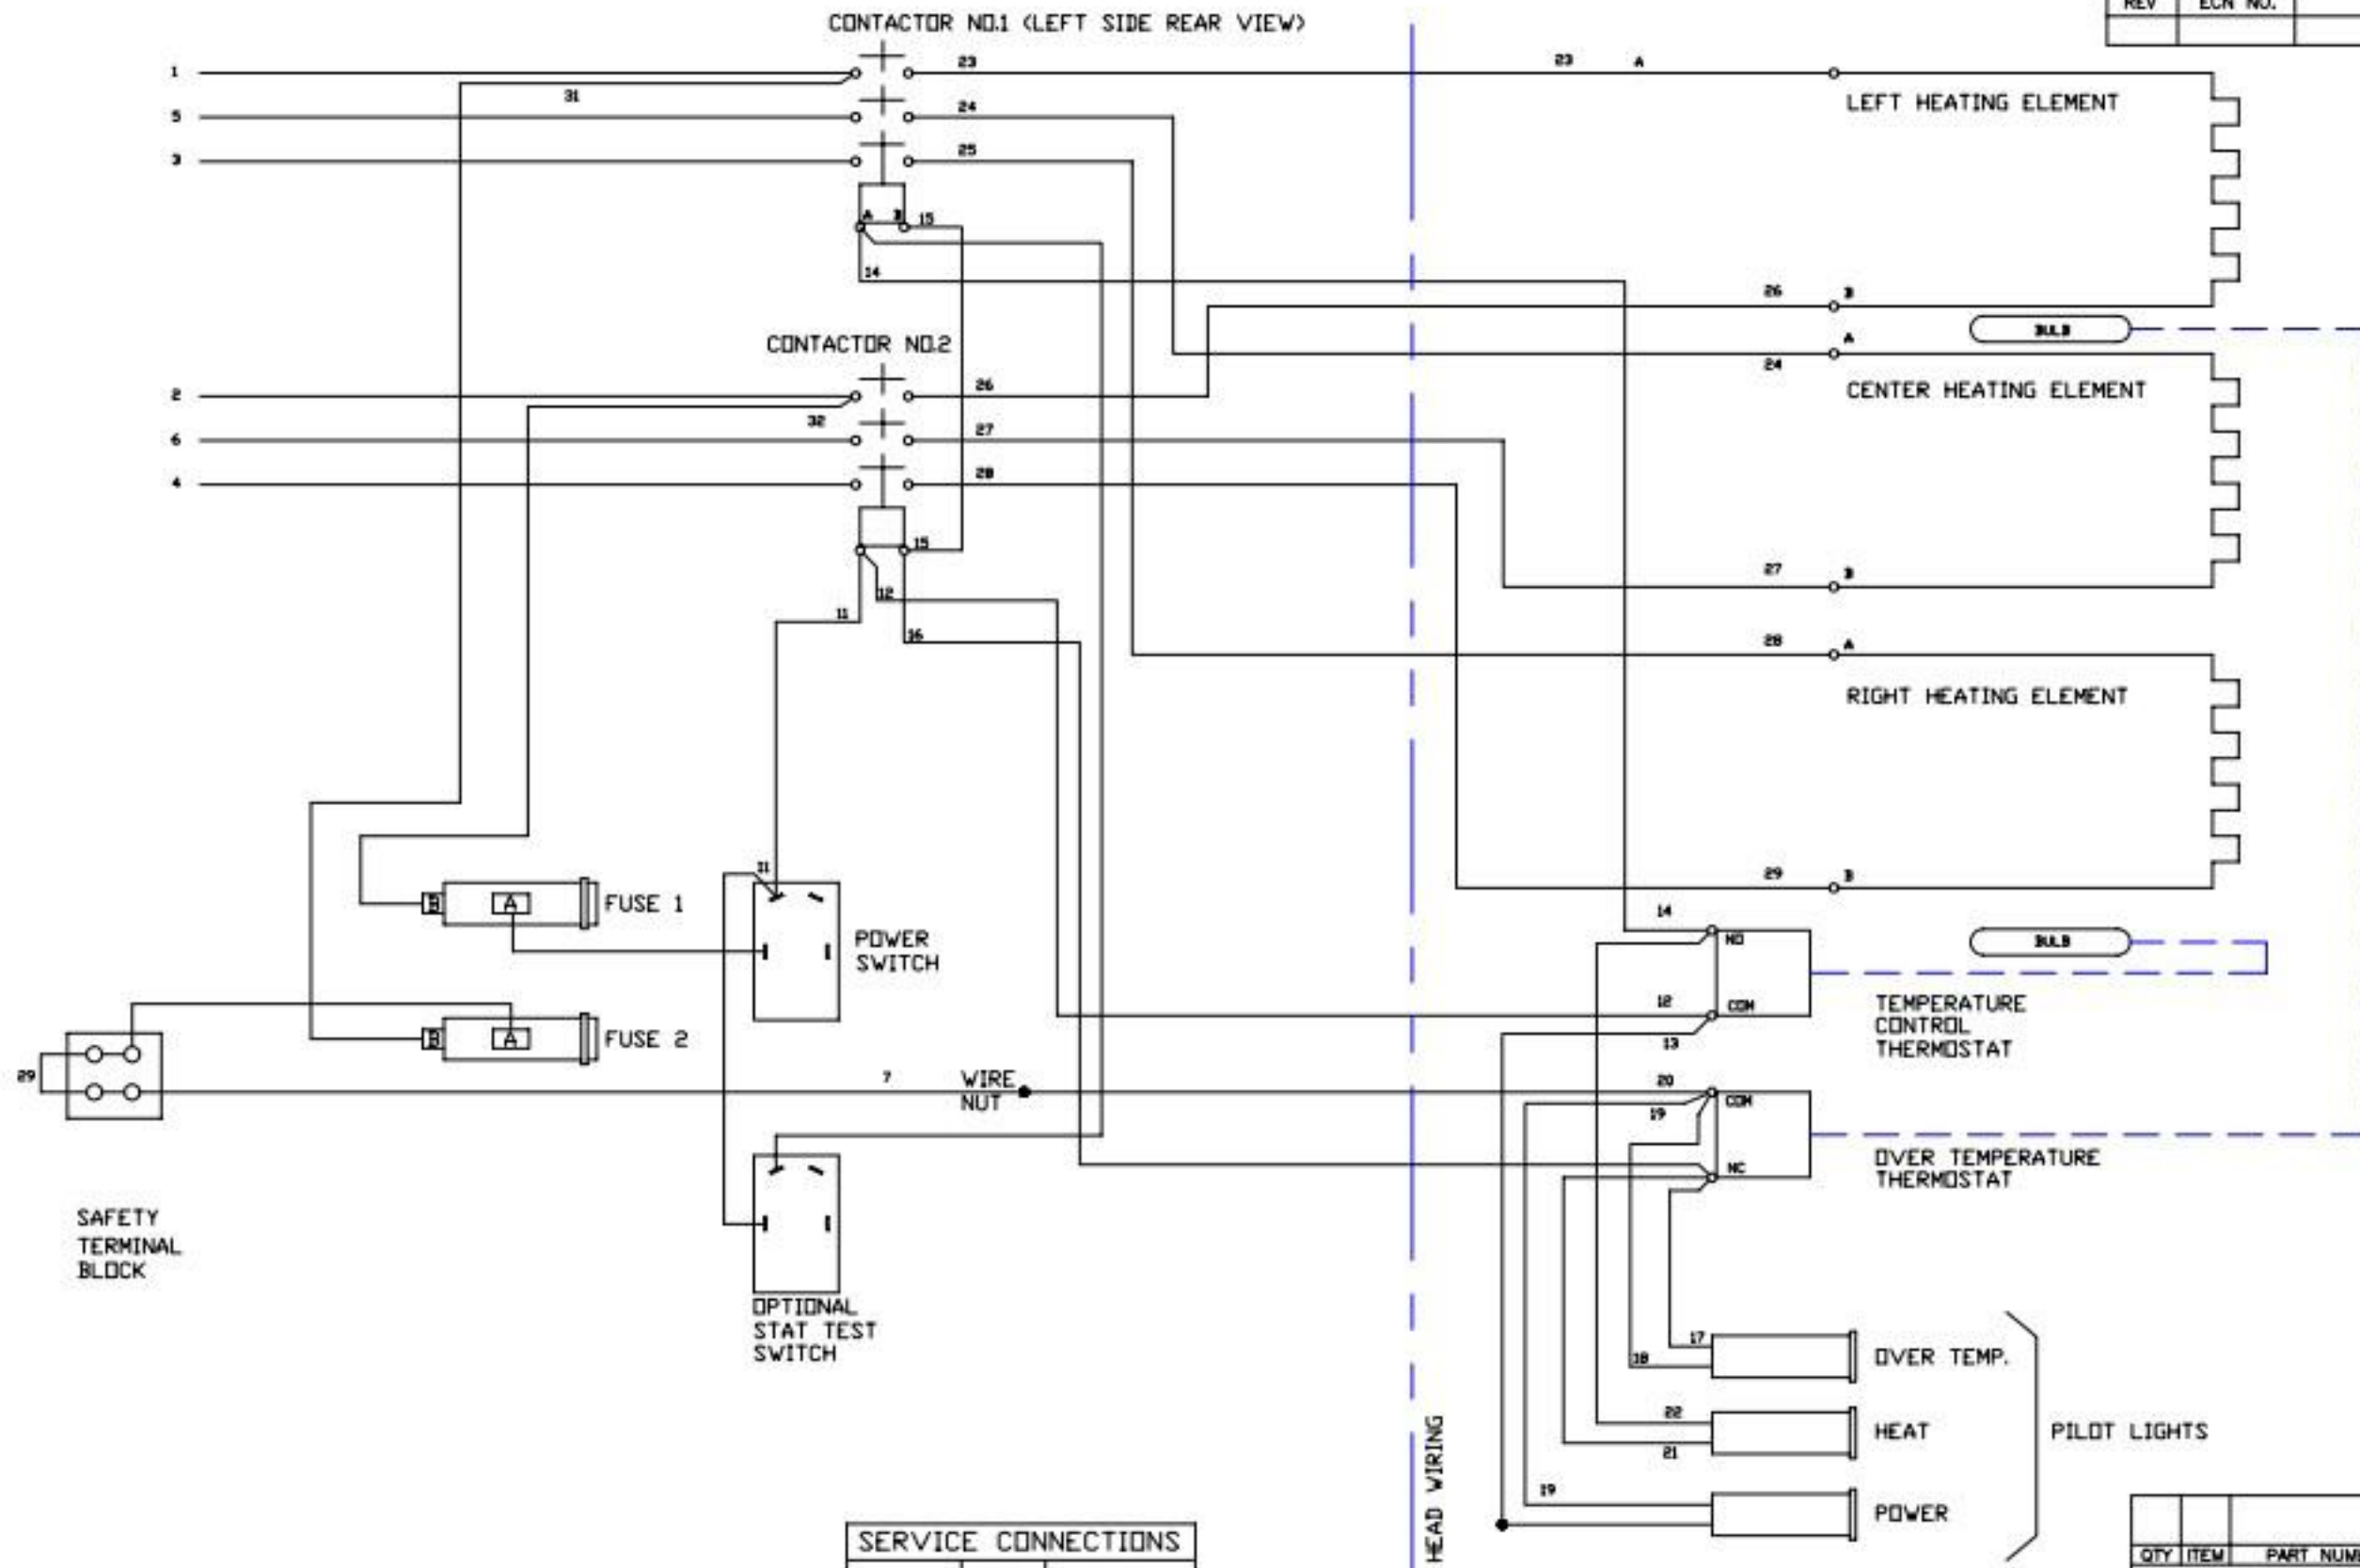 CONTACTOR NO.1 (LEFT SIDE REAR VIEW)
REV ECN NO.
1
31
5
3
23
24
25
23 A
LEFT HEATING ELEMENT
A B 15
14
26 B
BULB
CONTACTOR NO.2
2
32
6
4
26
27
28
A
24
CENTER HEATING ELEMENT
15
12
11
16
27 B
28 A
RIGHT HEATING ELEMENT
29 B
11
B A FUSE 1
POWER
SWITCH
14
NO
BULB
12 COM
13
TEMPERATURE
CONTROL
THERMOSTAT
B A FUSE 2
29
7
WIRE
NUT
20
COM
19
NC
OVER TEMPERATURE
THERMOSTAT
SAFETY
TERMINAL
BLOCK
OPTIONAL
STAT TEST
SWITCH
17
18
OVER TEMP.
22
21
HEAT
PILOT LIGHTS
19
POWER
HEAD WIRING
SERVICE CONNECTIONS
QTY ITEM PART